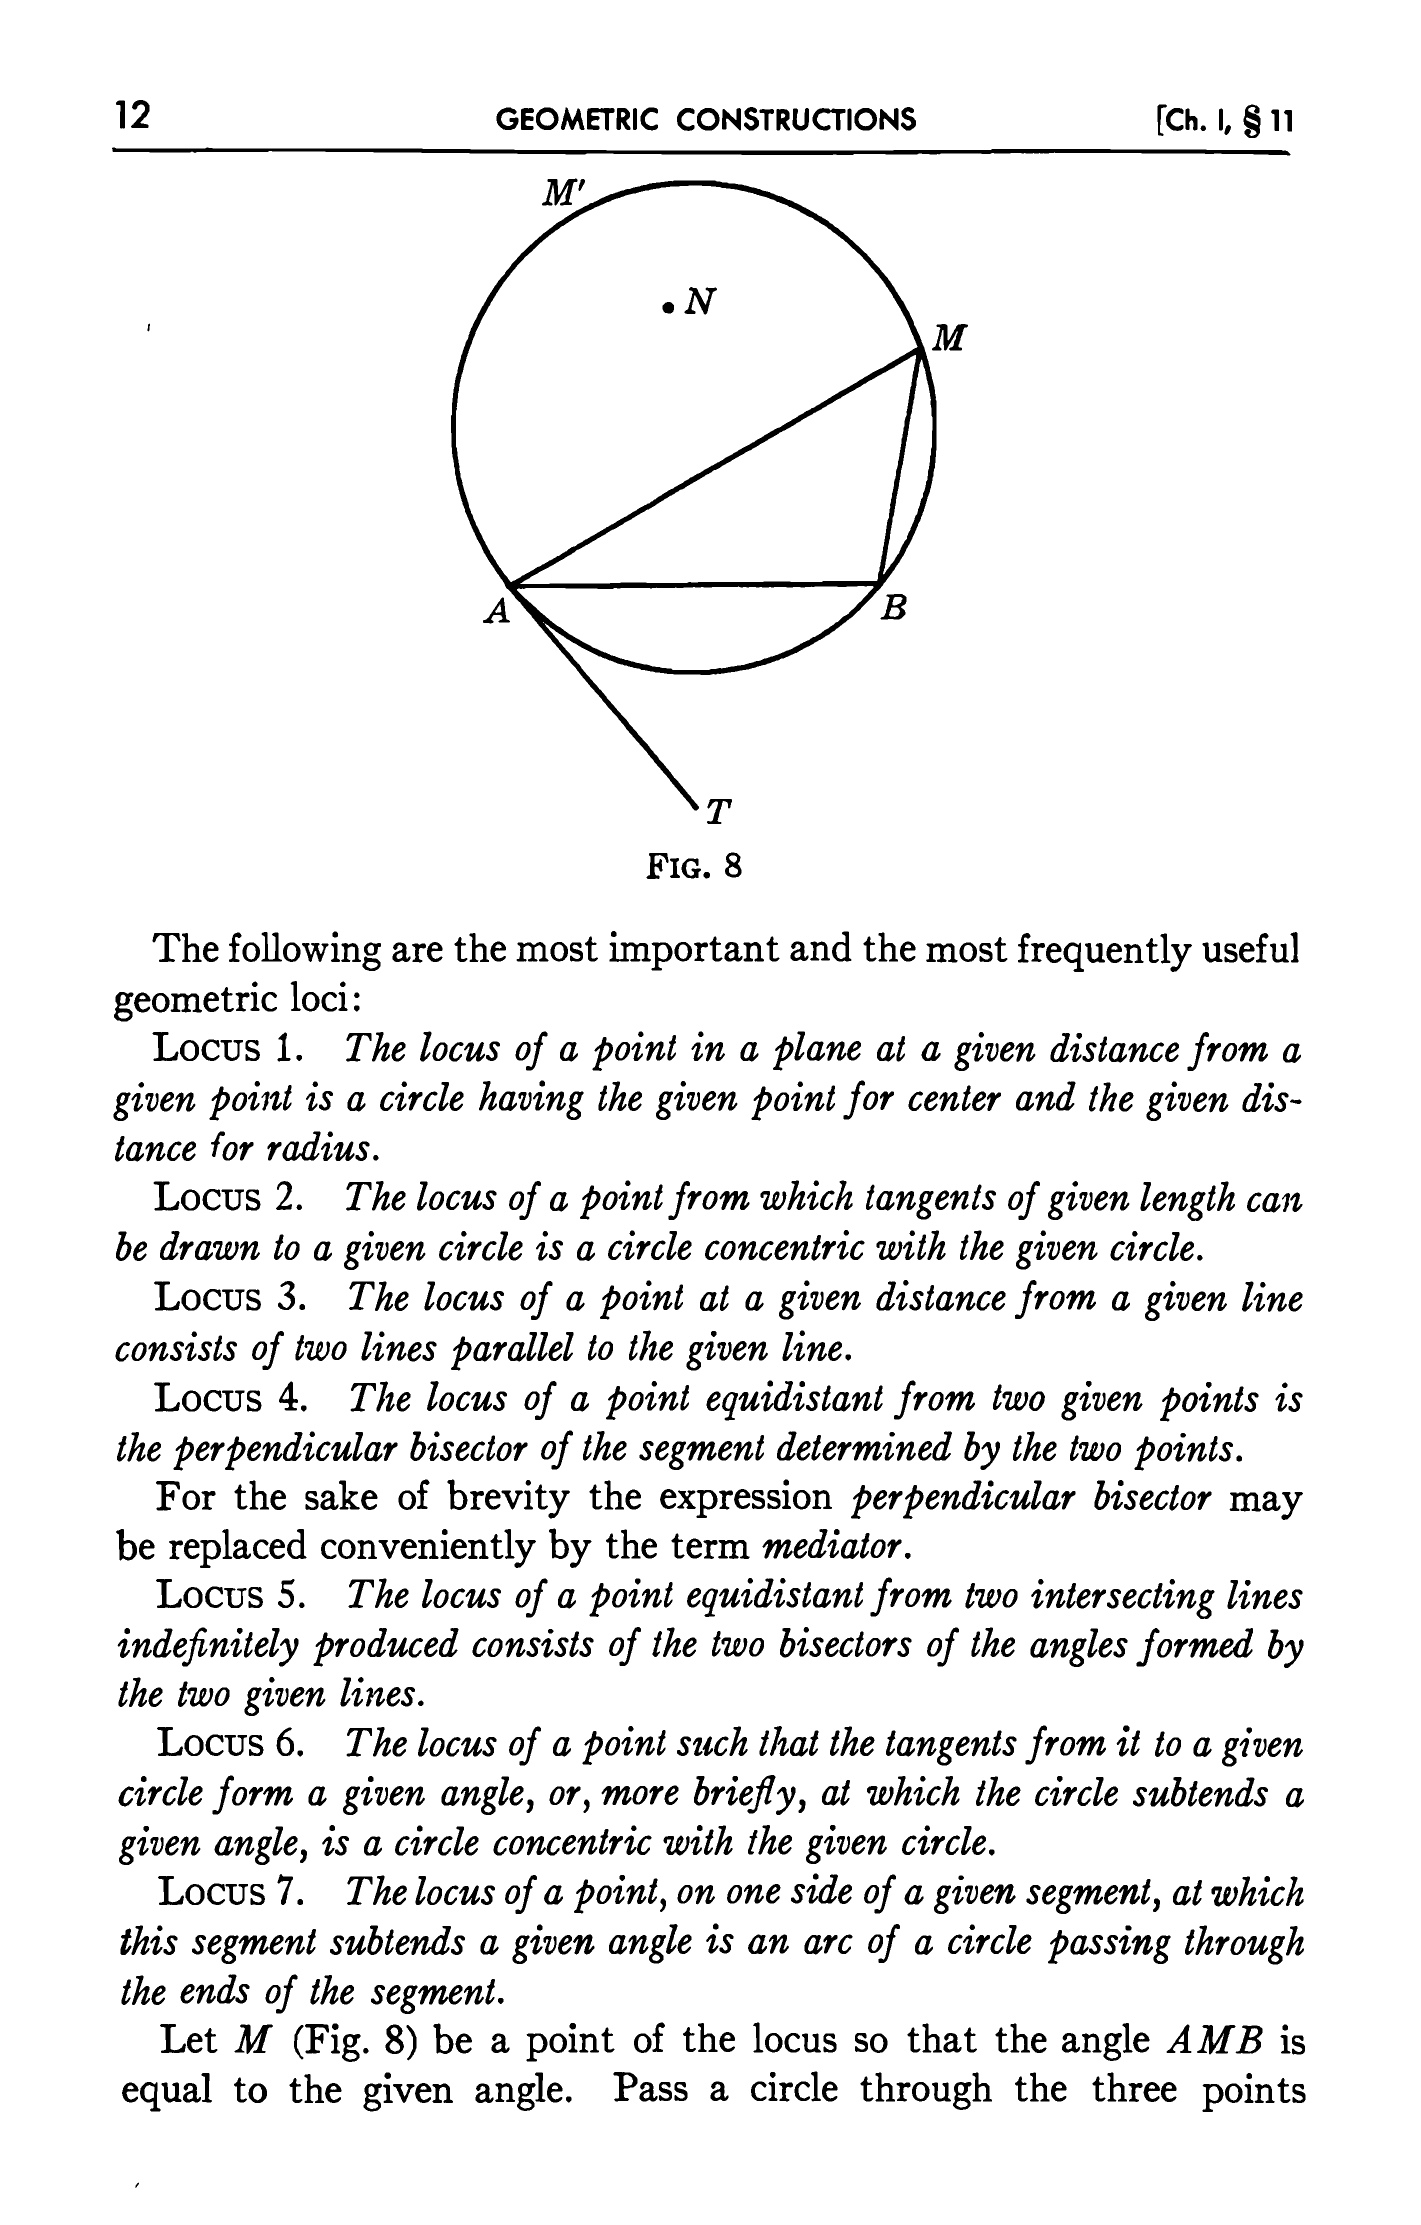 12 GEOMETRIC CONSTRUCTIONS [Ch. I, § 11
M'
N
M
A
B
T
FIG. 8
The following are the most important and the most frequently useful
geometric loci:
LOCUS 1. The locus of a point in a plane at a given distance from a
given point is a circle having the given point for center and the given dis-
tance for radius.
LOCUS 2. The locus of a point from which tangents of given length can
be drawn to a given circle is a circle concentric with the given circle.
LOCUS 3. The locus of a point at a given distance from a given line
consists of two lines parallel to the given line.
LOCUS 4. The locus of a point equidistant from two given points is
the perpendicular bisector of the segment determined by the two points.
For the sake of brevity the expression perpendicular bisector may
be replaced conveniently by the term mediator.
LOCUS 5. The locus of a point equidistant from two intersecting lines
indefinitely produced consists of the two bisectors of the angles formed by
the two given lines.
LOCUS 6. The locus of a point such that the tangents from it to a given
circle form a given angle, or, more briefly, at which the circle subtends a
given angle, is a circle concentric with the given circle.
LOCUS 7. The locus of a point, on one side of a given segment, at which
this segment subtends a given angle is an arc of a circle passing through
the ends of the segment.
Let M (Fig. 8) be a point of the locus so that the angle AMB is
equal to the given angle. Pass a circle through the three points